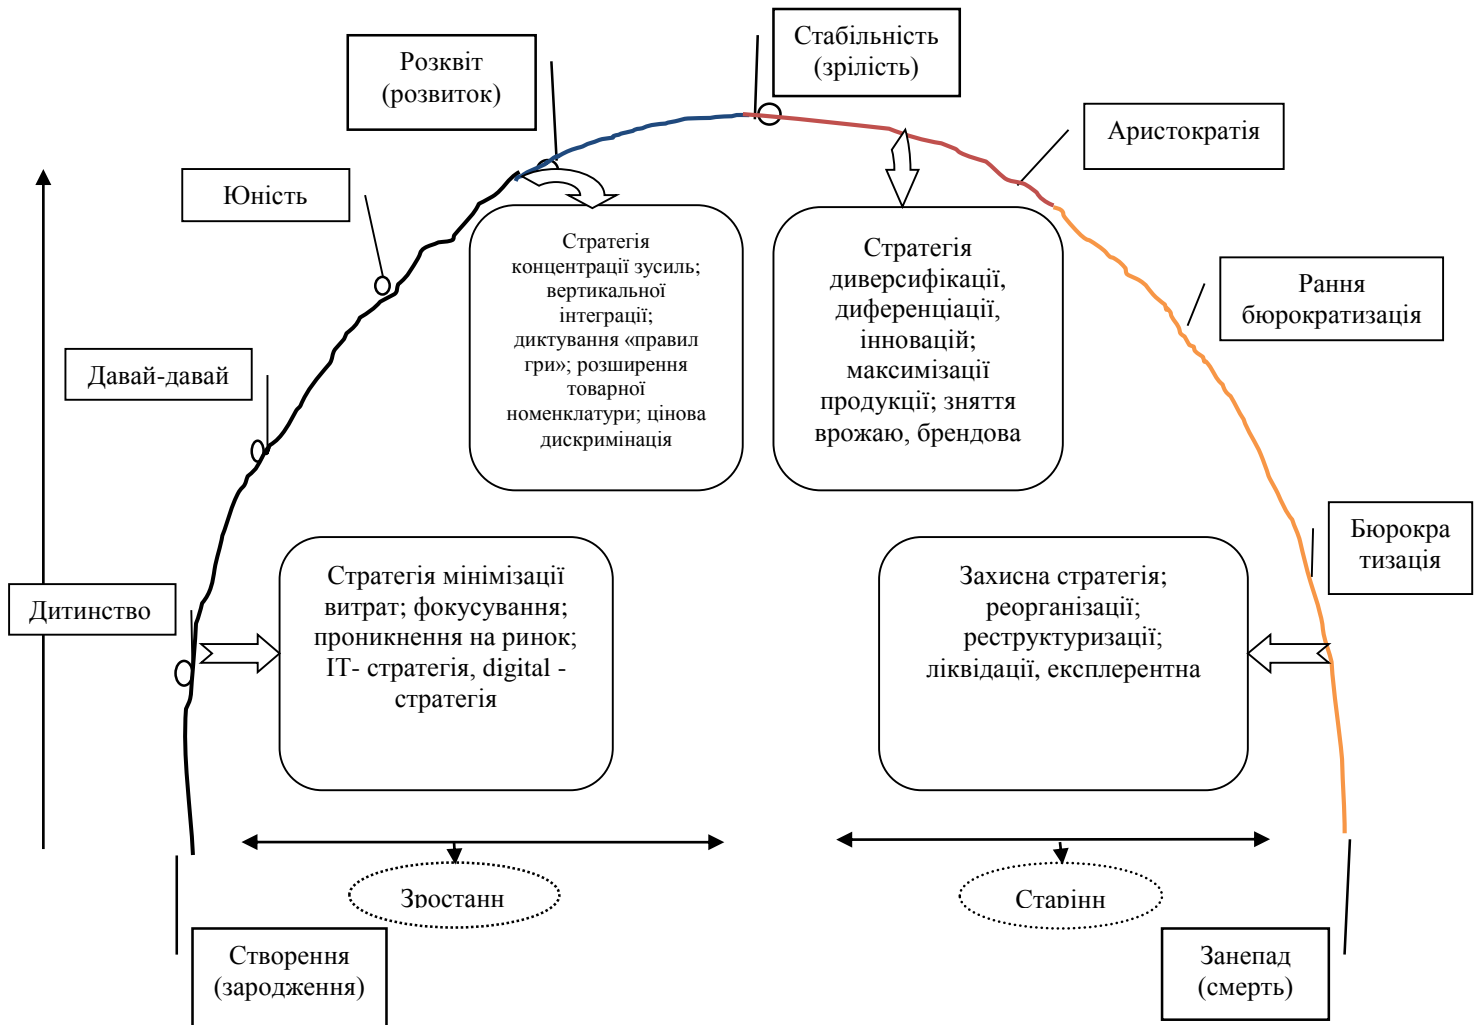 Стабільність
(зрілість)
Розквіт
(розвиток)
Аристократія
Юність
Стратегія
концентрації зусиль;
вертикальної
інтеграції;
диктування «правил
гри»; розширення
товарної
номенклатури; цінова
дискримінація
Стратегія
диверсифікації,
диференціації,
інновацій;
максимізації
продукції; зняття
врожаю, брендова
Рання
бюрократизація
Давай-давай
Бюрокра
тизація
Дитинство
Стратегія мінімізації
витрат; фокусування;
проникнення на ринок;
ІТ- стратегія, digital -
стратегія
Захисна стратегія;
реорганізації;
реструктуризації;
ліквідації, експлерентна
Зростанн
Старінн
Створення
(зародження)
Занепад
(смерть)